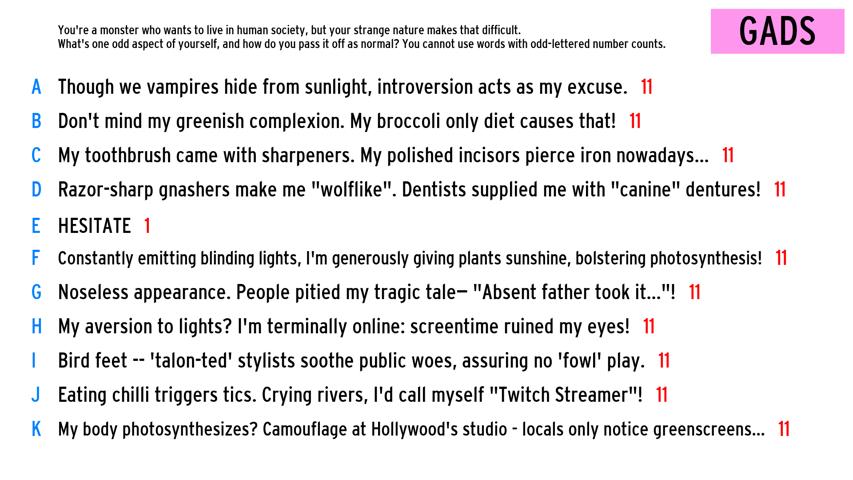 You're a monster who wants to live in human society, but your strange nature makes that difficult.
GADS
What's one odd aspect of yourself, and how do you pass it off as normal? You cannot use words with odd-lettered number counts.
A Though we vampires hide from sunlight, introversion acts as my excuse. 11
B Don't mind my greenish complexion. My broccoli only diet causes that! 11
C My toothbrush came with sharpeners. My polished incisors pierce iron nowadays... 11
D Razor-sharp gnashers make me "wolflike". Dentists supplied me with "canine" dentures! 11
E HESITATE 1
F Constantly emitting blinding lights, I'm generously giving plants sunshine, bolstering photosynthesis! 11
G Noseless appearance. People pitied my tragic tale— "Absent father took it..."! 11
H My aversion to lights? I'm terminally online: screentime ruined my eyes! 11
I Bird feet -- 'talon-ted' stylists soothe public woes, assuring no 'fowl' play. 11
J Eating chilli triggers tics. Crying rivers, I'd call myself "Twitch Streamer"! 11
K My body photosynthesizes? Camouflage at Hollywood's studio - locals only notice greenscreens... 11